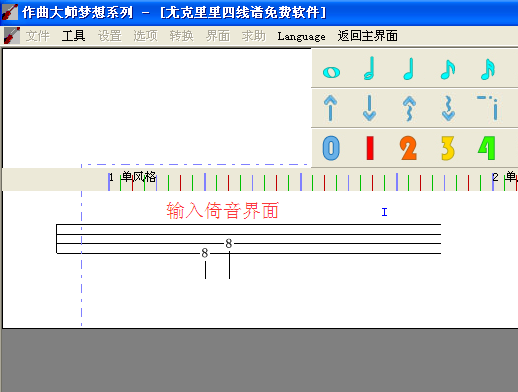 作曲大师梦想系列 - [尤克里里四线谱免费软件]
文件 工具 设置 选项 转换 界面 求助 Language 返回主界面
0 1 2 3 4
1 单风格 2 单
输入倚音界面
8
8